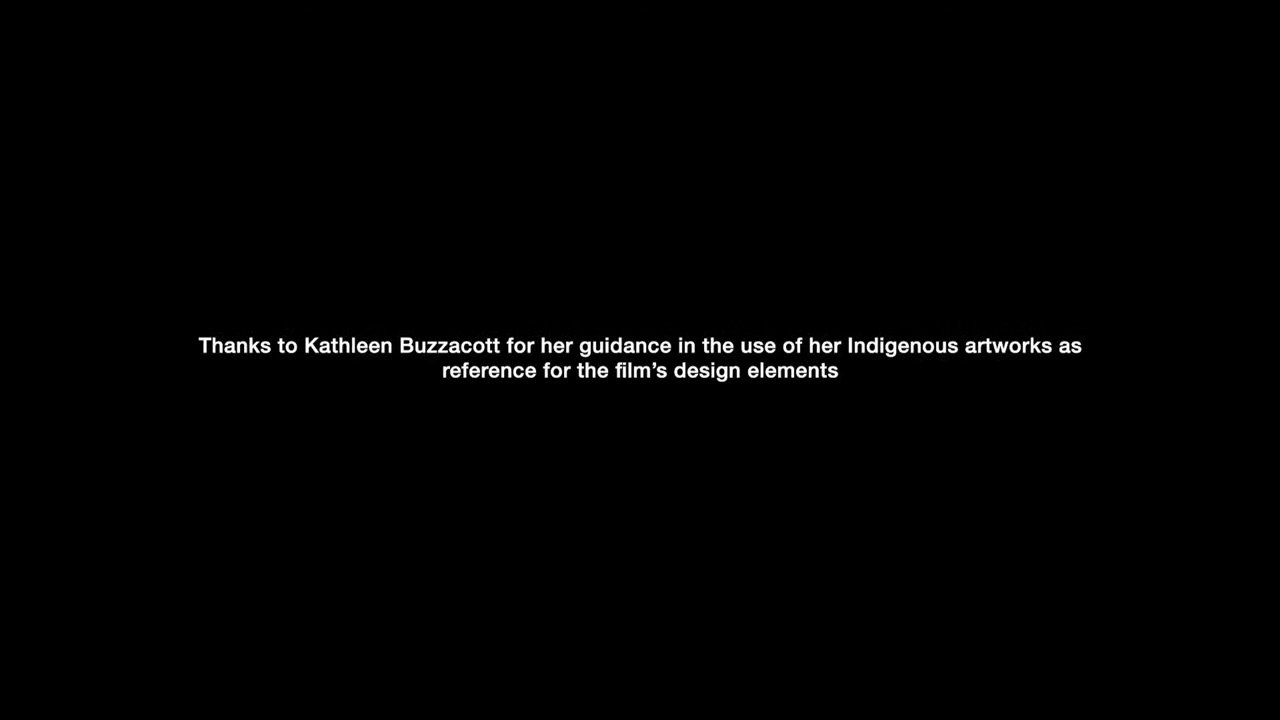 Thanks to Kathleen Buzzacott for her guidance in the use of her Indigenous artworks as
reference for the film’s design elements